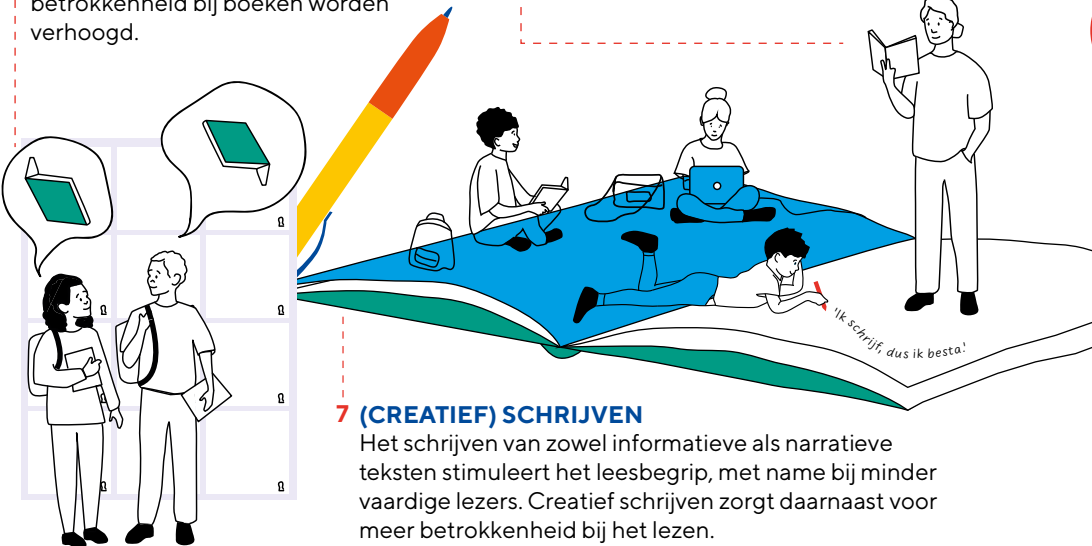 betrokkenheid bij boeken worden
verhoogd.
'Ik schrijf, dus ik besta!'
7 (CREATIEF) SCHRIJVEN
Het schrijven van zowel informatieve als narratieve
teksten stimuleert het leesbegrip, met name bij minder
vaardige lezers. Creatief schrijven zorgt daarnaast voor
meer betrokkenheid bij het lezen.